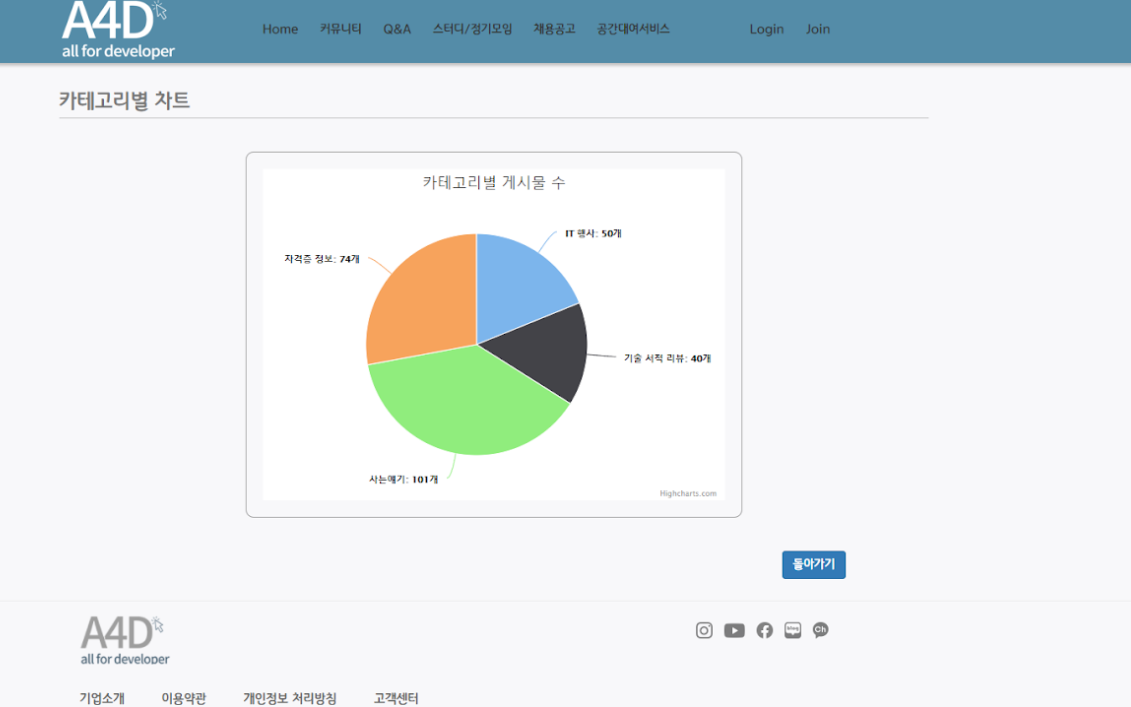 A4D
all for developer
Home 커뮤니티 Q&A 스터디/정기모임 채용공고 공간대여서비스 Login Join
카테고리별 차트
카테고리별 게시물 수
IT 행사: 50개
자격증 정보: 74개
기술 서적 리뷰: 40개
사는얘기: 101개
Highcharts.com
돌아가기
A4D
all for developer
Ch
기업소개 이용약관 개인정보 처리방침 고객센터